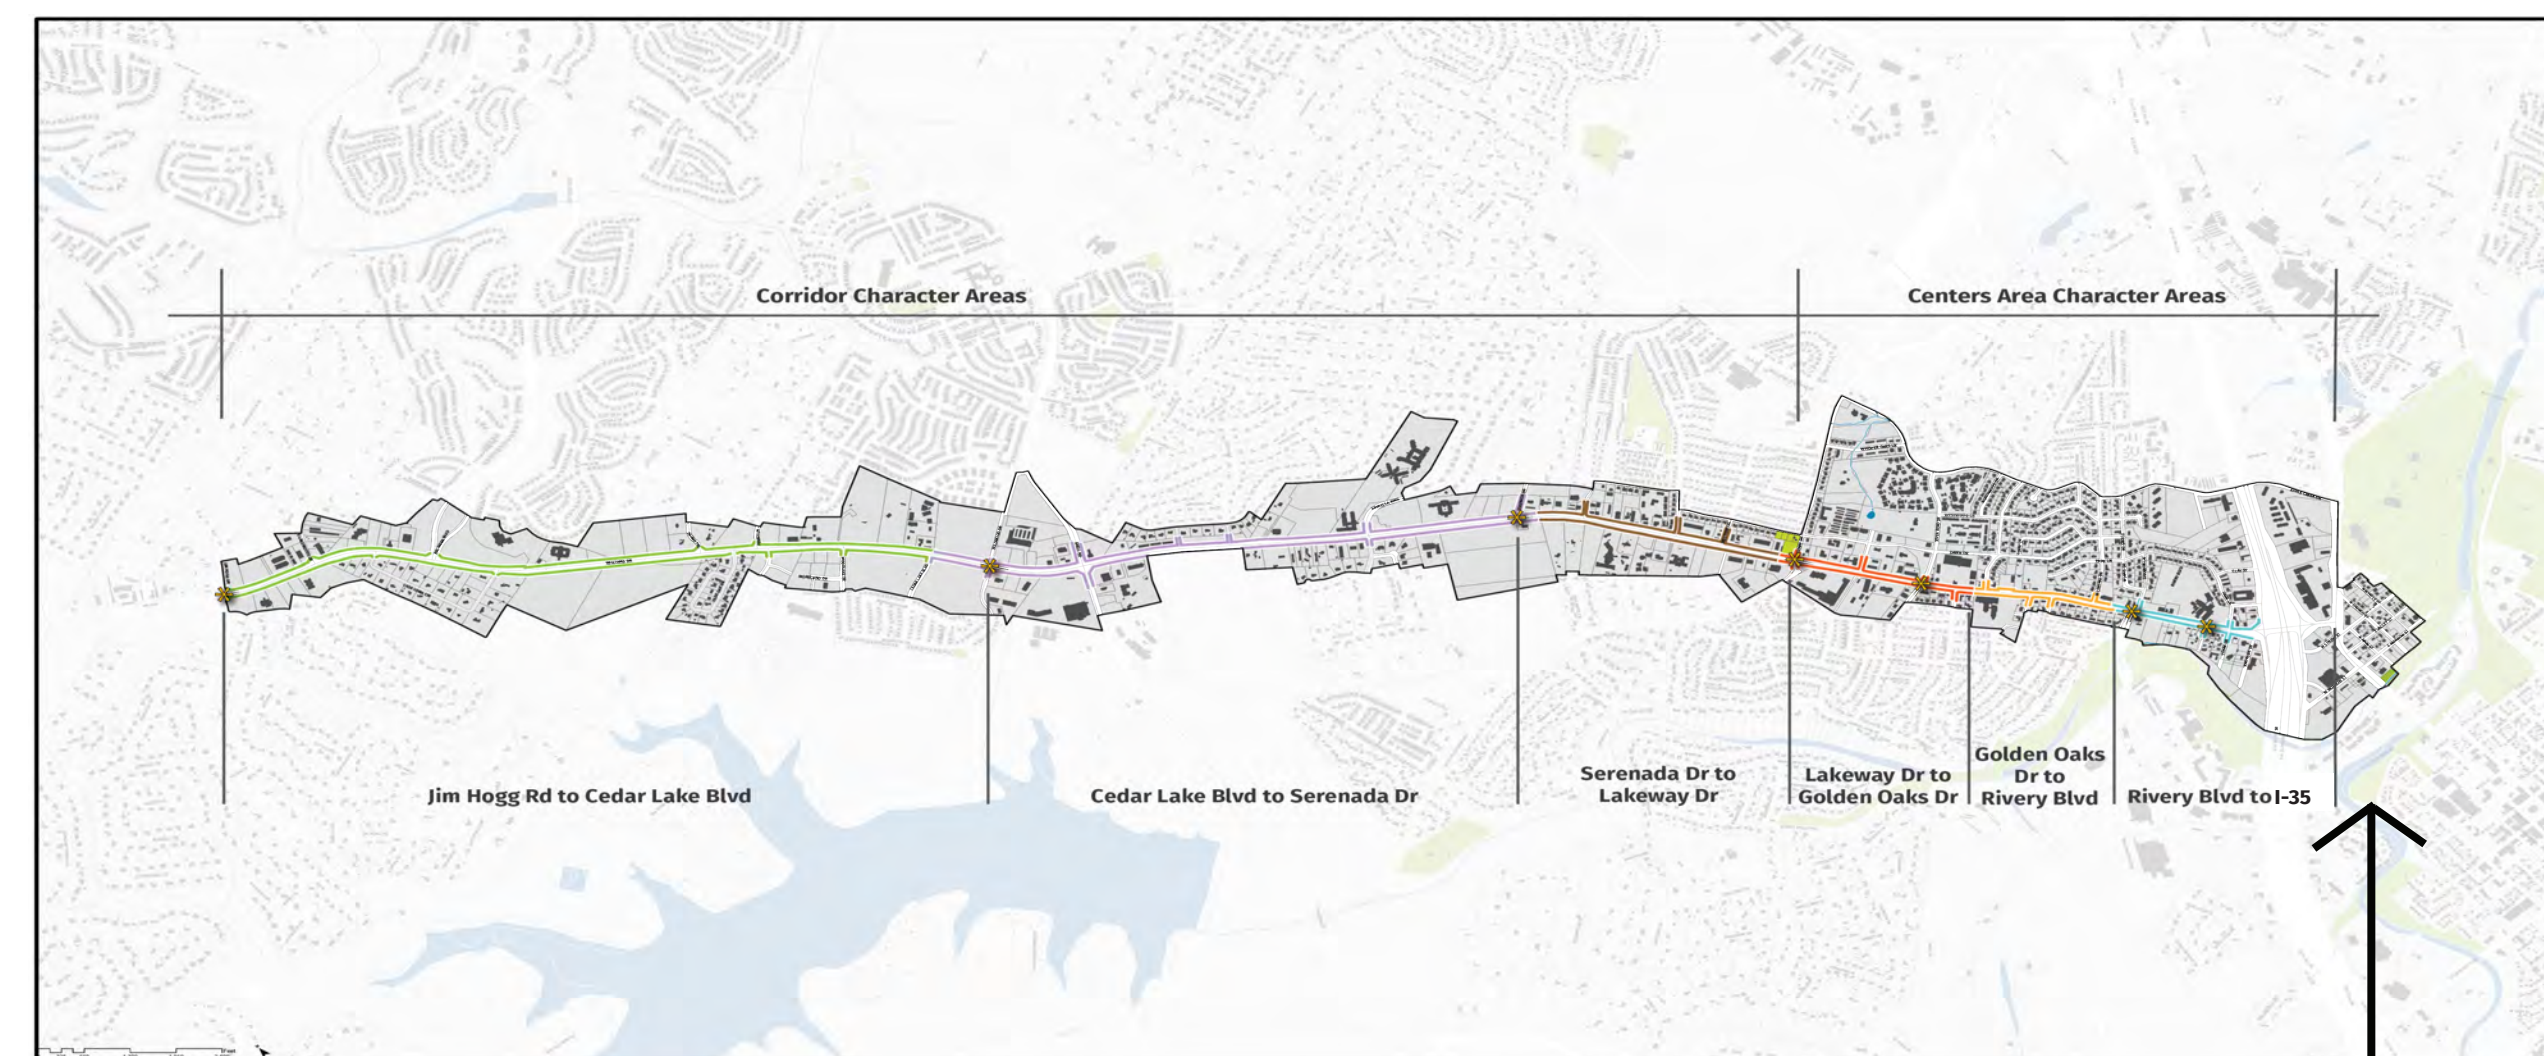 Corridor Character Areas
Centers Area Character Areas
Jim Hogg Rd to Cedar Lake Blvd
Cedar Lake Blvd to Serenada Dr
Serenada Dr to
Lakeway Dr
Lakeway Dr to
Golden Oaks Dr
Golden Oaks
Dr to
Rivery Blvd
Rivery Blvd to I-35